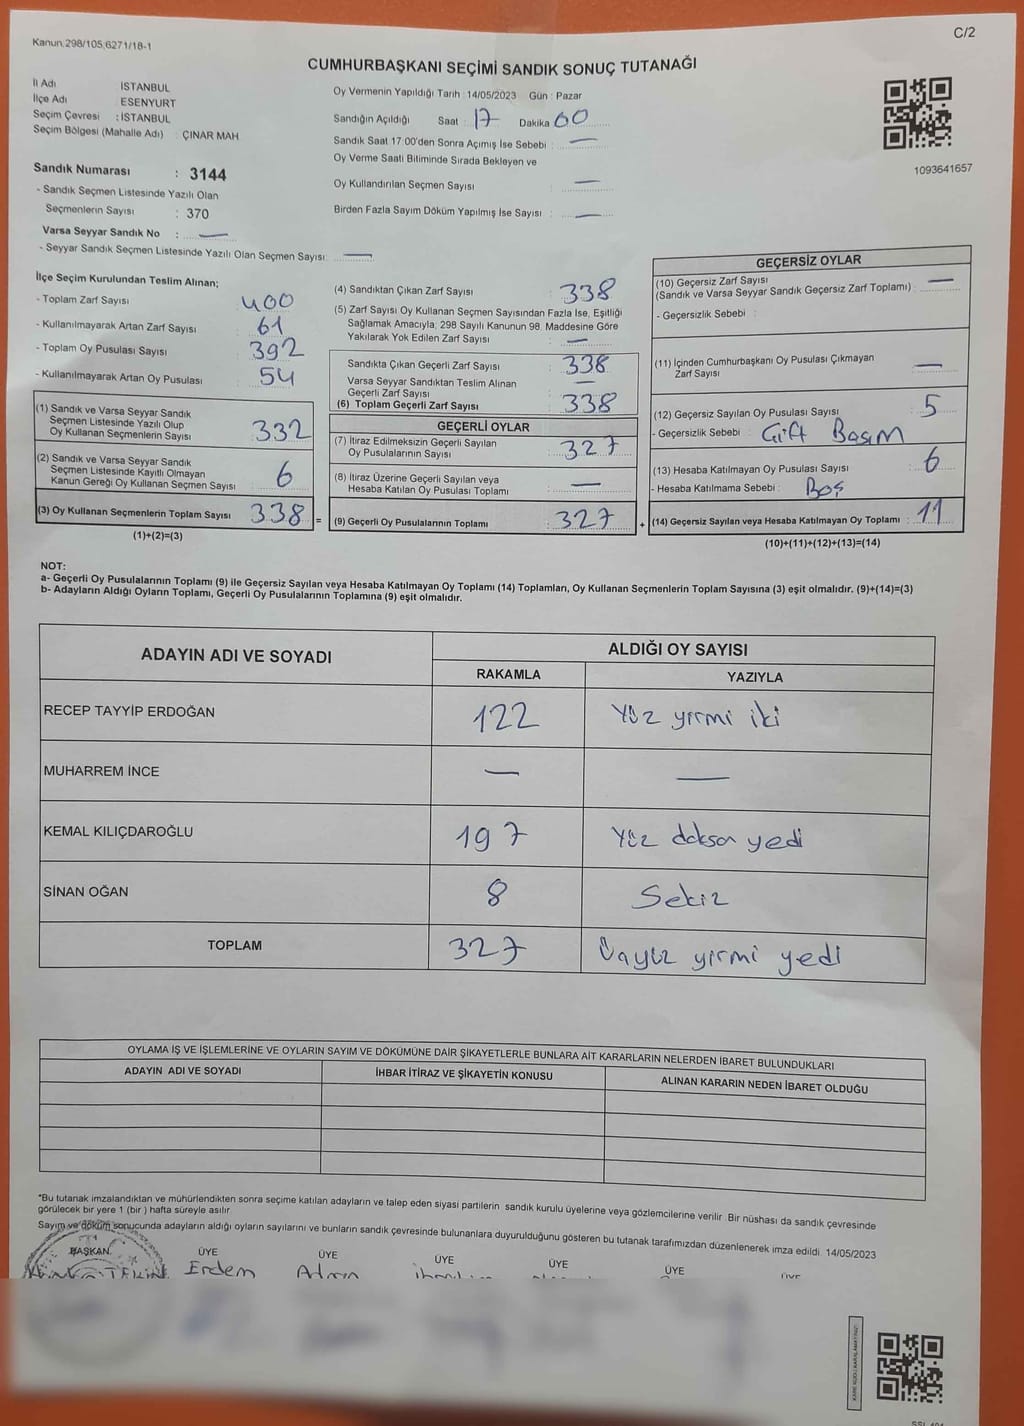 C/2
Kanun,298/105,6271/18-1
CUMHURBAŞKANI SEÇİMİ SANDIK SONUÇ TUTANAĞI
İl Adı İSTANBUL
İlçe Adı : ESENYURT
Seçim Çevresi : İSTANBUL
Seçim Bölgesi (Mahalle Adı) : ÇINAR MAH
Sandık Numarası : 3144
- Sandık Seçmen Listesinde Yazılı Olan
Seçmenlerin Sayısı : 370
Varsa Seyyar Sandık No : —
- Seyyar Sandık Seçmen Listesinde Yazılı Olan Seçmen Sayısı : —
Oy Vermenin Yapıldığı Tarih : 14/05/2023 Gün : Pazar
Sandığın Açıldığı Saat : 17 Dakika 00
Sandık Saat 17:00'den Sonra Açımış İse Sebebi : —
Oy Verme Saati Bitiminde Sırada Bekleyen ve
Oy Kullandırılan Seçmen Sayısı : —
Birden Fazla Sayım Döküm Yapılmış İse Sayısı : —
1093641657
İlçe Seçim Kurulundan Teslim Alınan;
- Toplam Zarf Sayısı : 400
- Kullanılmayarak Artan Zarf Sayısı : 61
- Toplam Oy Pusulası Sayısı : 392
- Kullanılmayarak Artan Oy Pusulası : 54
(1) Sandık ve Varsa Seyyar Sandık
Seçmen Listesinde Yazılı Olup
Oy Kullanan Seçmenlerin Sayısı : 332
(2) Sandık ve Varsa Seyyar Sandık
Seçmen Listesinde Kayıtlı Olmayan
Kanun Gereği Oy Kullanan Seçmen Sayısı : 6
(3) Oy Kullanan Seçmenlerin Toplam Sayısı : 338 =
(1)+(2)=(3)
(4) Sandıktan Çıkan Zarf Sayısı : 338
(5) Zarf Sayısı Oy Kullanan Seçmen Sayısından Fazla İse, Eşitliği
Sağlamak Amacıyla, 298 Sayılı Kanunun 98. Maddesine Göre
Yakılarak Yok Edilen Zarf Sayısı : —
Sandıkta Çıkan Geçerli Zarf Sayısı : 338
Varsa Seyyar Sandıktan Teslim Alınan
Geçerli Zarf Sayısı : —
(6) Toplam Geçerli Zarf Sayısı : 338
GEÇERLİ OYLAR
(7) İtiraz Edilmeksizin Geçerli Sayılan
Oy Pusulalarının Sayısı : 327
(8) İtiraz Üzerine Geçerli Sayılan veya
Hesaba Katılan Oy Pusulası Toplamı : —
(9) Geçerli Oy Pusulalarının Toplamı : 327 +
GEÇERSİZ OYLAR
(10) Geçersiz Zarf Sayısı
(Sandık ve Varsa Seyyar Sandık Geçersiz Zarf Toplamı) : —
- Geçersizlik Sebebi :
(11) İçinden Cumhurbaşkanı Oy Pusulası Çıkmayan
Zarf Sayısı : —
(12) Geçersiz Sayılan Oy Pusulası Sayısı : 5
- Geçersizlik Sebebi : Çift Basım
(13) Hesaba Katılmayan Oy Pusulası Sayısı : 6
- Hesaba Katılmama Sebebi : Boş
(14) Geçersiz Sayılan veya Hesaba Katılmayan Oy Toplamı : 11
(10)+(11)+(12)+(13)=(14)
NOT:
a- Geçerli Oy Pusulalarının Toplamı (9) ile Geçersiz Sayılan veya Hesaba Katılmayan Oy Toplamı (14) Toplamları, Oy Kullanan Seçmenlerin Toplam Sayısına (3) eşit olmalıdır. (9)+(14)=(3)
b- Adayların Aldığı Oyların Toplamı, Geçerli Oy Pusulalarının Toplamına (9) eşit olmalıdır.
ADAYIN ADI VE SOYADI ALDIĞI OY SAYISI
RAKAMLA YAZIYLA
RECEP TAYYİP ERDOĞAN 122 Yüz yirmi iki
MUHARREM İNCE — —
KEMAL KILIÇDAROĞLU 197 Yüz doksan yedi
SİNAN OĞAN 8 Sekiz
TOPLAM 327 Üçyüz yirmi yedi
OYLAMA İŞ VE İŞLEMLERİNE VE OYLARIN SAYIM VE DÖKÜMÜNE DAİR ŞİKAYETLERLE BUNLARA AİT KARARLARIN NELERDEN İBARET BULUNDUKLARI
ADAYIN ADI VE SOYADI İHBAR İTİRAZ VE ŞİKAYETİN KONUSU ALINAN KARARIN NEDEN İBARET OLDUĞU
*Bu tutanak imzalandıktan ve mühürlendikten sonra seçime katılan adayların ve talep eden siyasi partilerin sandık kurulu üyelerine veya gözlemcilerine verilir. Bir nüshası da sandık çevresinde
görülecek bir yere 1 (bir ) hafta süreyle asılır.
Sayım ve döküm sonucunda adayların aldığı oyların sayılarını ve bunların sandık çevresinde bulunanlara duyurulduğunu gösteren bu tutanak tarafımızdan düzenlenerek imza edildi. 14/05/2023
BAŞKAN ÜYE ÜYE ÜYE ÜYE ÜYE ÜYE
Erdem